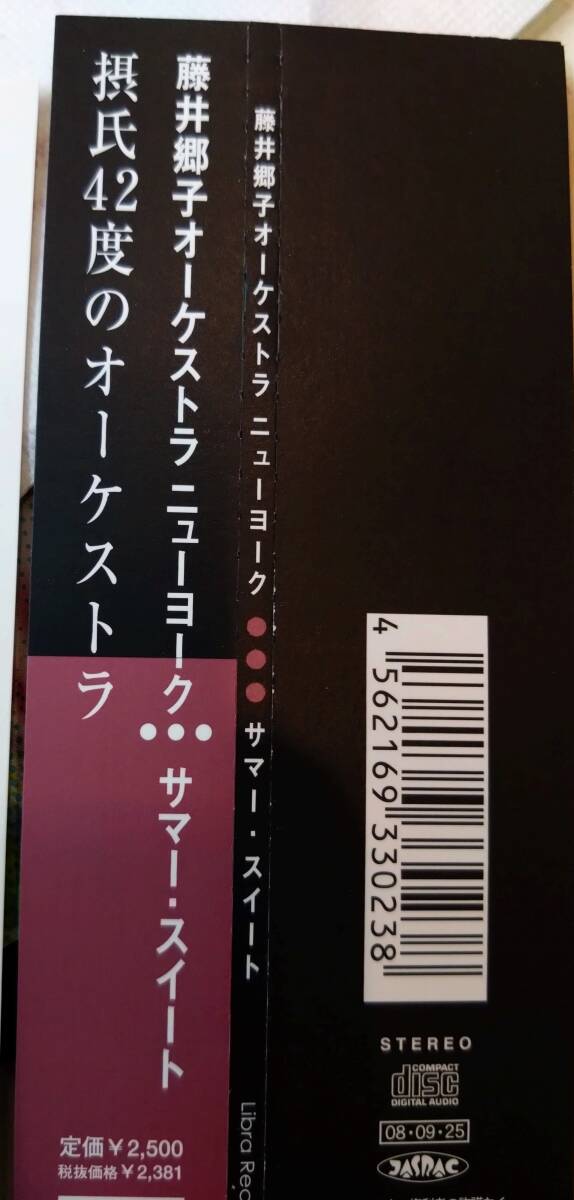 摂氏42度のオーケストラ
藤井郷子オーケストラ ニューヨーク
サマー・スイート
定価¥2,500
税抜価格¥2,381
藤井郷子オーケストラ ニューヨーク●●●サマー・スイート
Libra
4 562169 330238
STEREO
COMPACT
disc
DIGITAL AUDIO
08・09・25
JASRAC